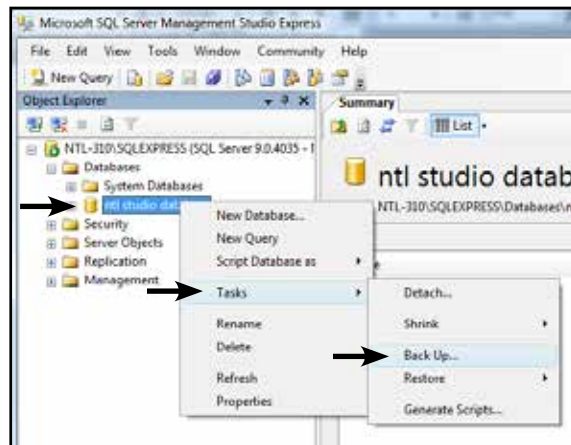 Microsoft SQL Server Management Studio Express
File Edit View Tools Window Community Help
New Query
Object Explorer
NTL-310\SQLEXPRESS (SQL Server 9.0.4035 -
Databases
System Databases
ntl studio dat
Security
Server Objects
Replication
Management
Summary
List
ntl studio datab
NTL-310\SQLEXPRESS\Databases\n
New Database...
New Query
Script Database as
Tasks
Rename
Delete
Refresh
Properties
Detach...
Shrink
Back Up...
Restore
Generate Scripts...